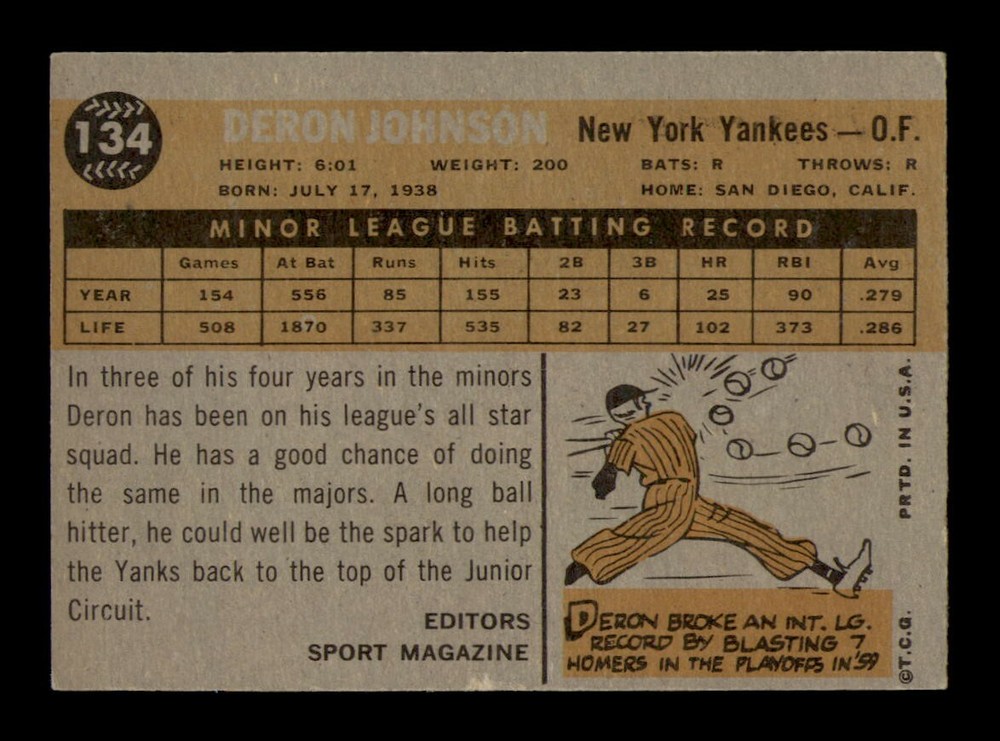 134
DERON JOHNSON New York Yankees — O.F.
HEIGHT: 6:01 WEIGHT: 200 BATS: R THROWS: R
BORN: JULY 17, 1938 HOME: SAN DIEGO, CALIF.
MINOR LEAGUE BATTING RECORD
Games At Bat Runs Hits 2B 3B HR RBI Avg
YEAR 154 556 85 155 23 6 25 90 .279
LIFE 508 1870 337 535 82 27 102 373 .286
In three of his four years in the minors
Deron has been on his league's all star
squad. He has a good chance of doing
the same in the majors. A long ball
hitter, he could well be the spark to help
the Yanks back to the top of the Junior
Circuit.
EDITORS
SPORT MAGAZINE
DERON BROKE AN INT. LG.
RECORD BY BLASTING 7
HOMERS IN THE PLAYOFFS IN '59
©T.C.G. PRTD. IN U.S.A.